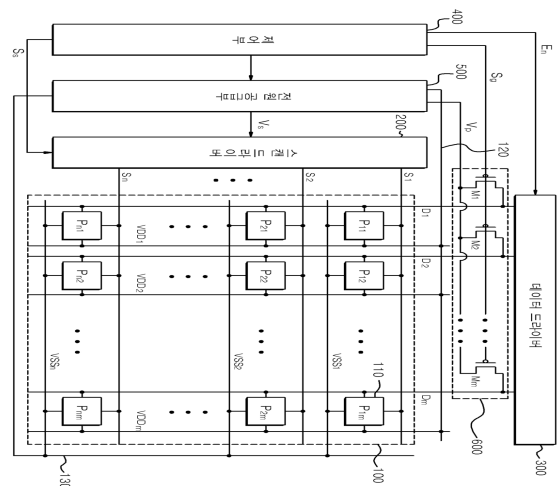 400
제어부
En
Ss
Sg
500
전원 공급부
Vp
Vs
200
스캔 드라이버
120
Sn
S2
S1
M1
D1
Pn1
VDD1
P21
P11
M2
D2
Pn2
VDD2
P22
P12
데이터 드라이버
VSSn
VSS2
VSS1
110
Mm
Dm
Pnm
VDDm
P2m
P1m
600
130
100
300